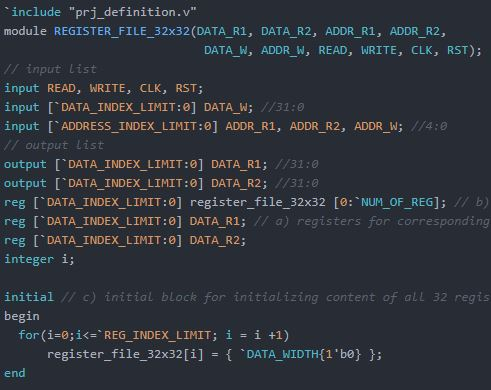 `include "prj_definition.v"
module REGISTER_FILE_32x32(DATA_R1, DATA_R2, ADDR_R1, ADDR_R2,
DATA_W, ADDR_W, READ, WRITE, CLK, RST);
// input list
input READ, WRITE, CLK, RST;
input [`DATA_INDEX_LIMIT:0] DATA_W; //31:0
input [`ADDRESS_INDEX_LIMIT:0] ADDR_R1, ADDR_R2, ADDR_W; //4:0
// output list
output [`DATA_INDEX_LIMIT:0] DATA_R1; //31:0
output [`DATA_INDEX_LIMIT:0] DATA_R2; //31:0
reg [`DATA_INDEX_LIMIT:0] register_file_32x32 [0:`NUM_OF_REG]; // b)
reg [`DATA_INDEX_LIMIT:0] DATA_R1; // a) registers for corresponding
reg [`DATA_INDEX_LIMIT:0] DATA_R2;
integer i;
initial // c) initial block for initializing content of all 32 regis
begin
for(i=0;i<=`REG_INDEX_LIMIT; i = i +1)
register_file_32x32[i] = { `DATA_WIDTH{1'b0} };
end